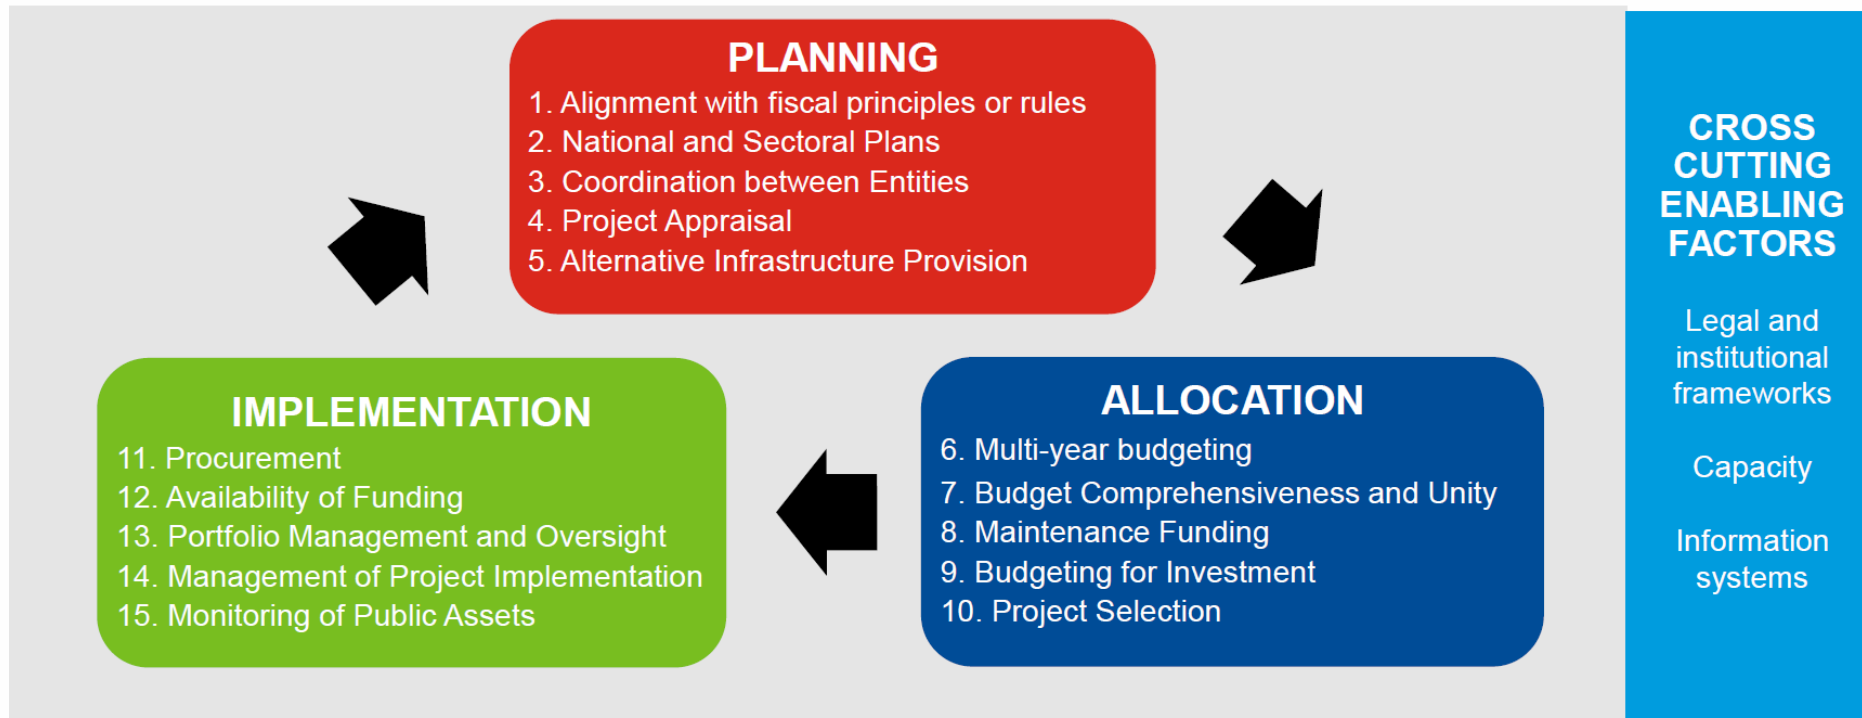 PLANNING
1. Alignment with fiscal principles or rules
2. National and Sectoral Plans
3. Coordination between Entities
4. Project Appraisal
5. Alternative Infrastructure Provision
IMPLEMENTATION
11. Procurement
12. Availability of Funding
13. Portfolio Management and Oversight
14. Management of Project Implementation
15. Monitoring of Public Assets
ALLOCATION
6. Multi-year budgeting
7. Budget Comprehensiveness and Unity
8. Maintenance Funding
9. Budgeting for Investment
10. Project Selection
CROSS
CUTTING
ENABLING
FACTORS
Legal and
institutional
frameworks
Capacity
Information
systems